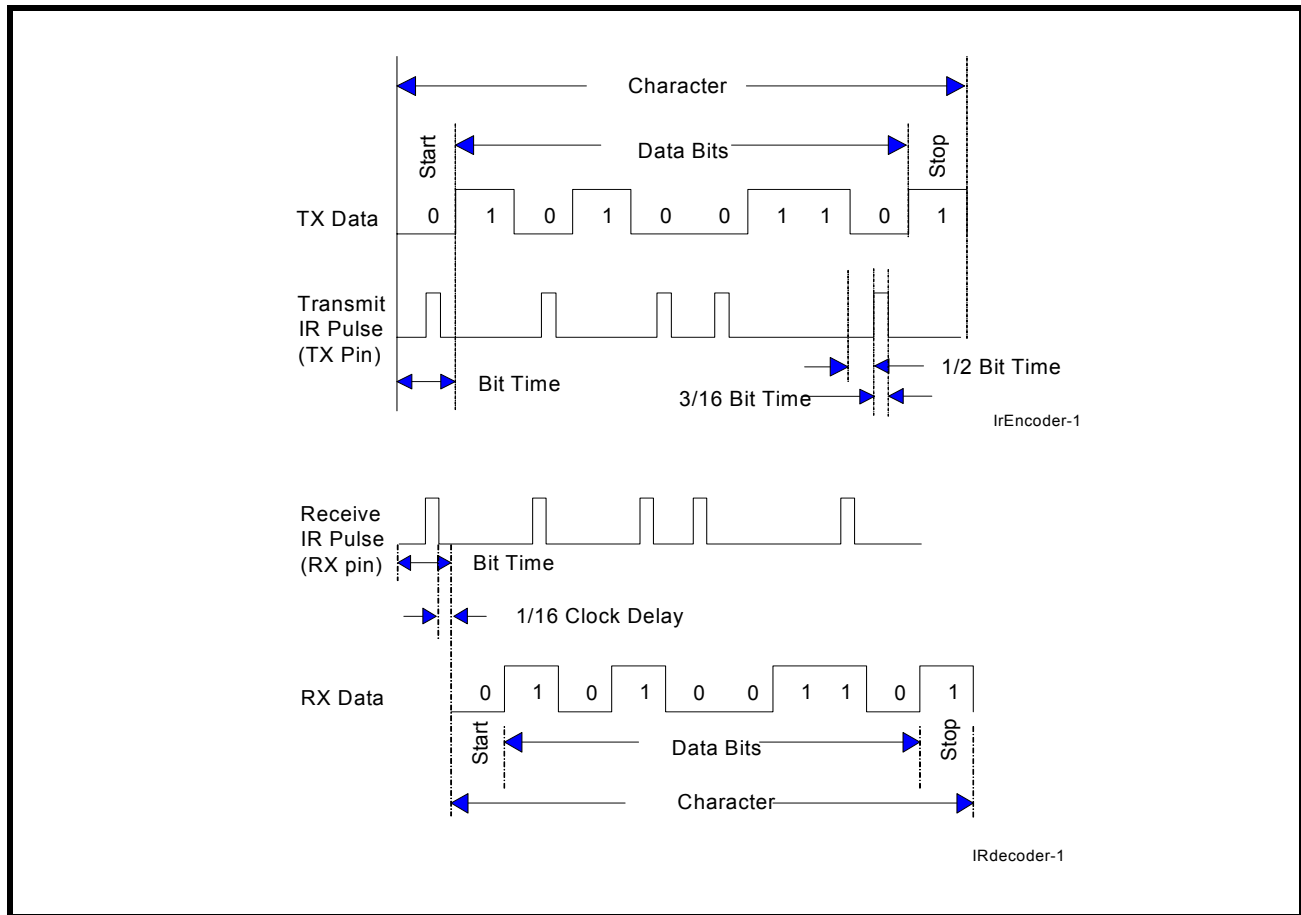 Character
Start
Data Bits
Stop
TX Data 0 1 0 1 0 0 1 1 0 1
Transmit
IR Pulse
(TX Pin)
Bit Time
1/2 Bit Time
3/16 Bit Time
IrEncoder-1
Receive
IR Pulse
(RX pin)
Bit Time
1/16 Clock Delay
RX Data 0 1 0 1 0 0 1 1 0 1
Start
Data Bits
Stop
Character
IRdecoder-1